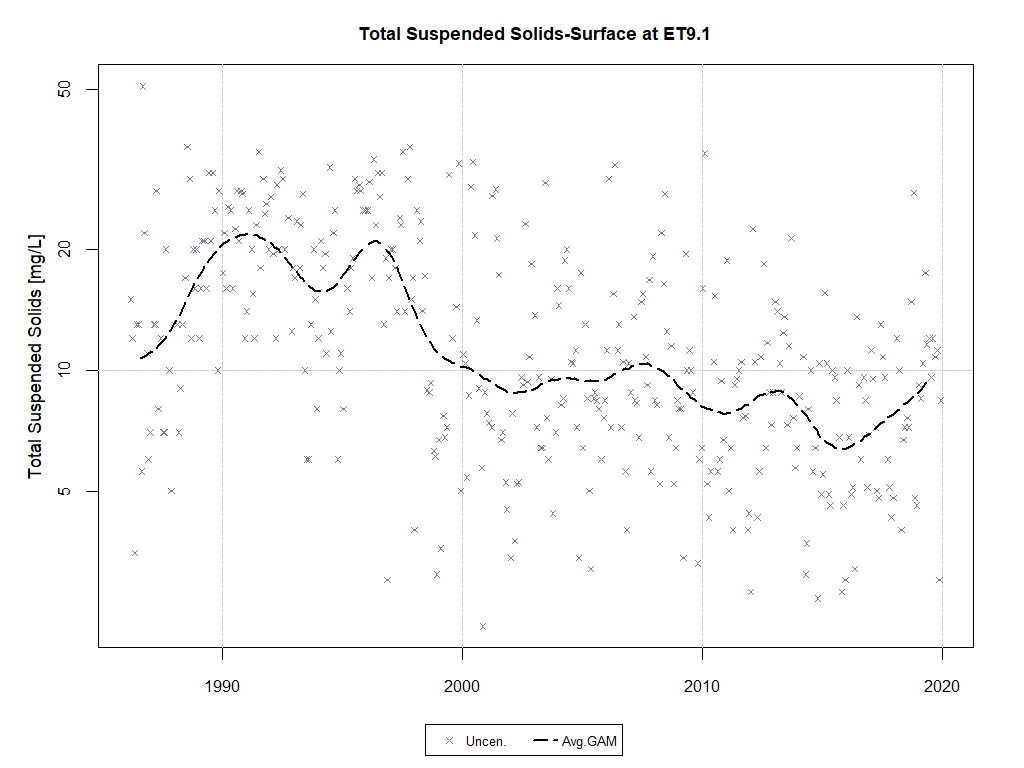 Total Suspended Solids-Surface at ET9.1
Total Suspended Solids [mg/L]
50
20
10
5
1990
2000
2010
2020
Uncen.
Avg.GAM